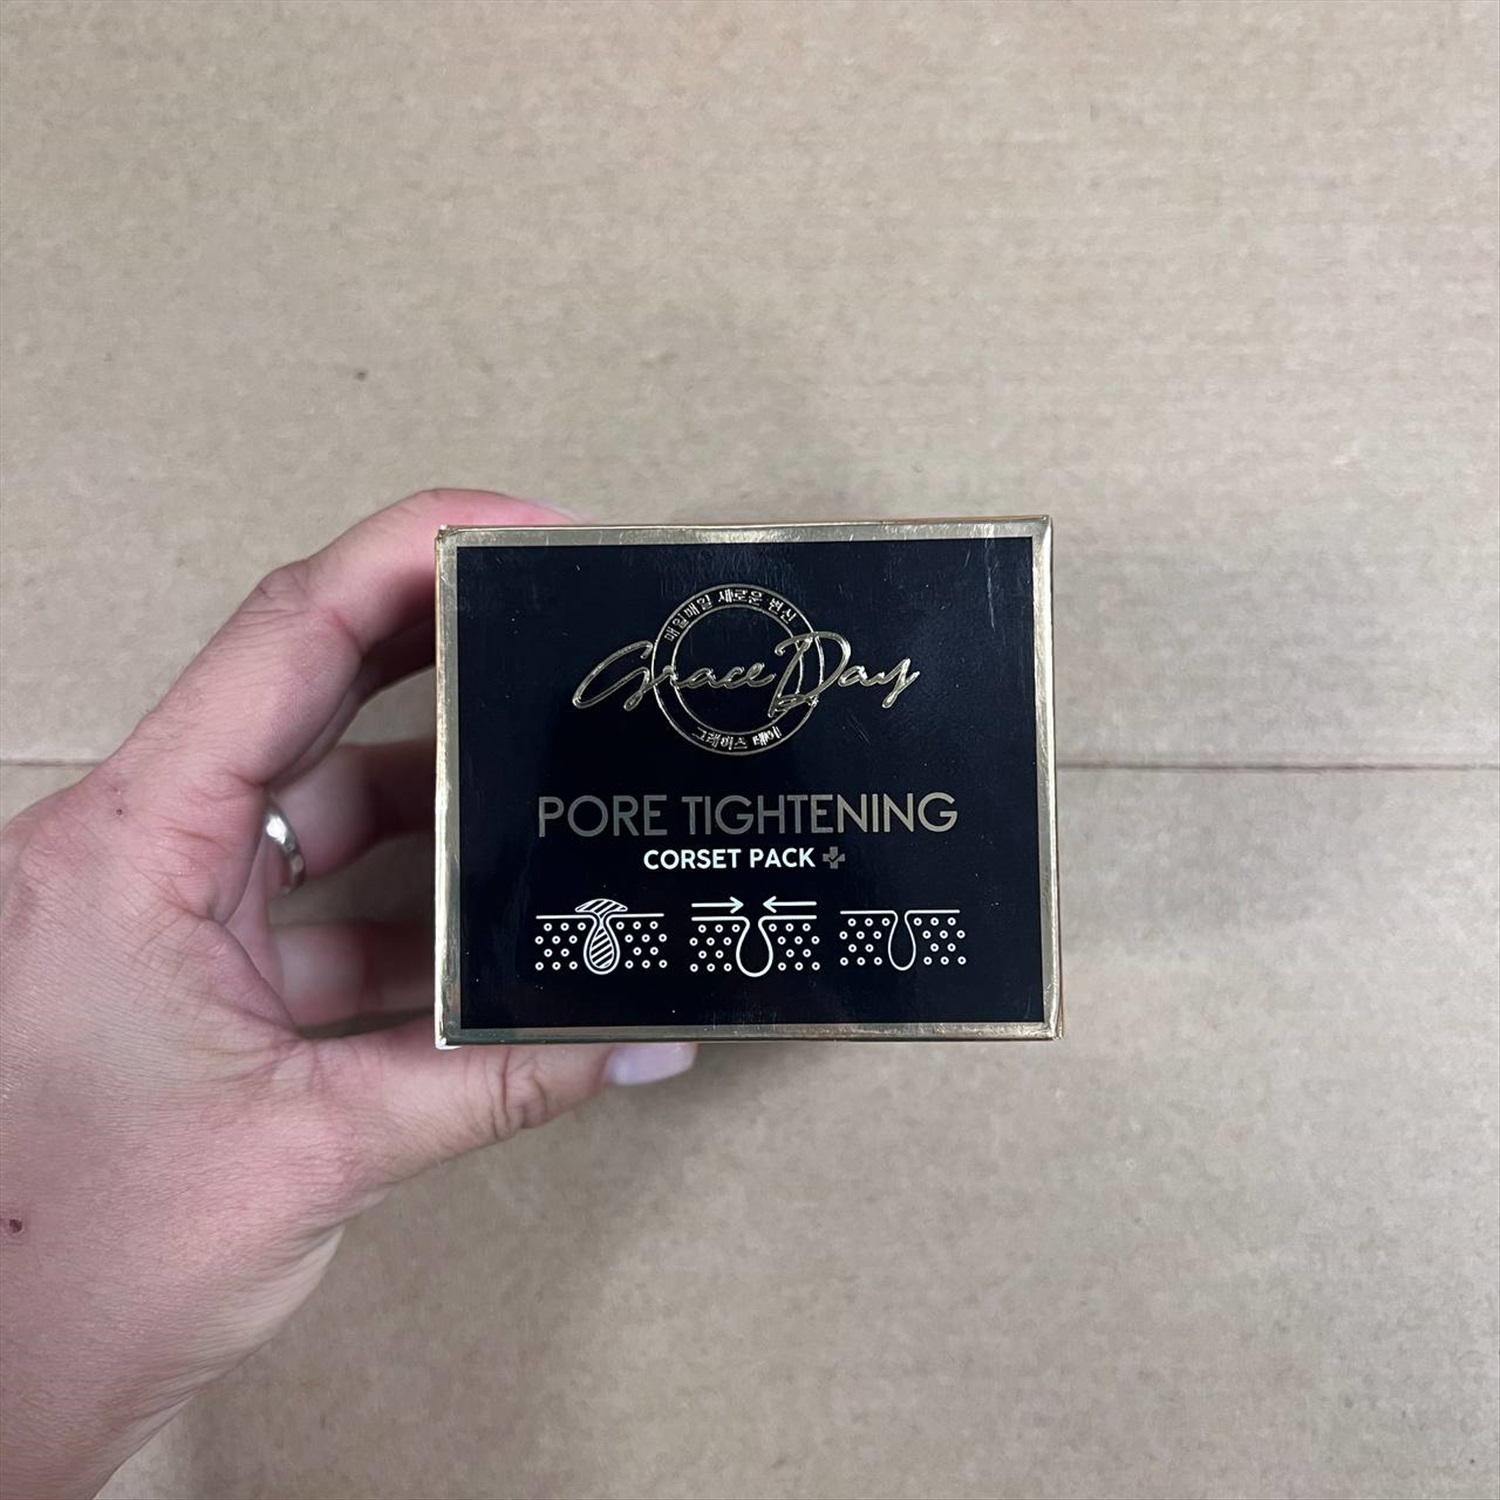 매일매일 새로운 변신
Grace Day
그레이스 데이
PORE TIGHTENING
CORSET PACK